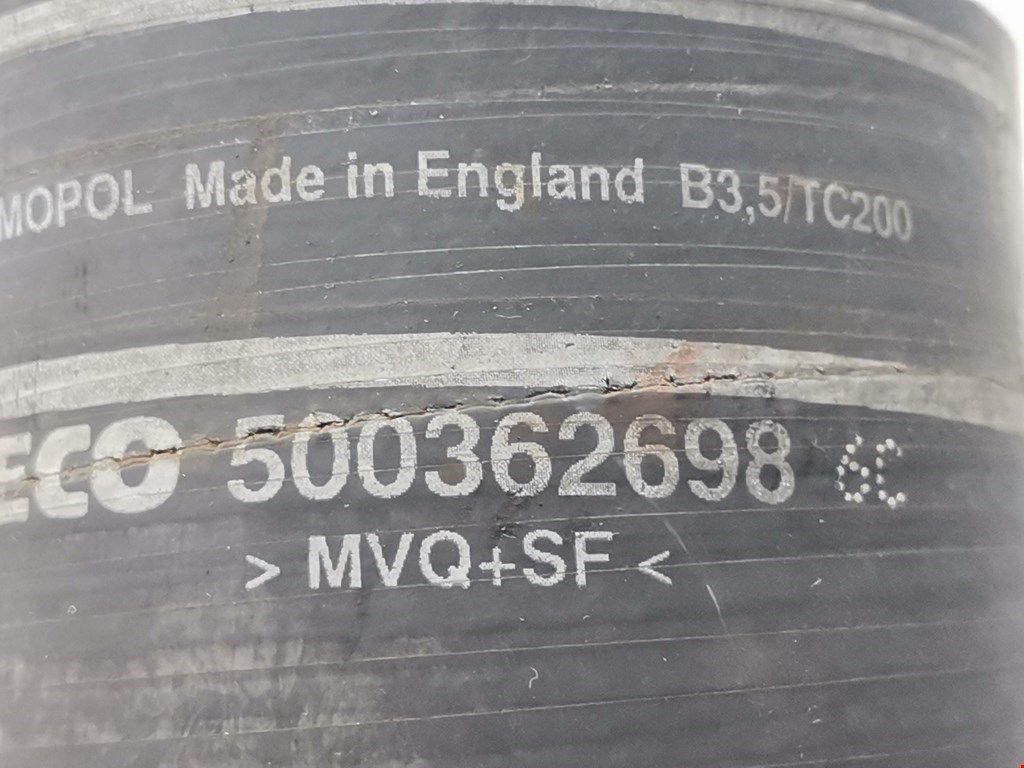 MOPOL Made in England B3,5/TC200
ECO 500362698 6C
> MVQ+SF <